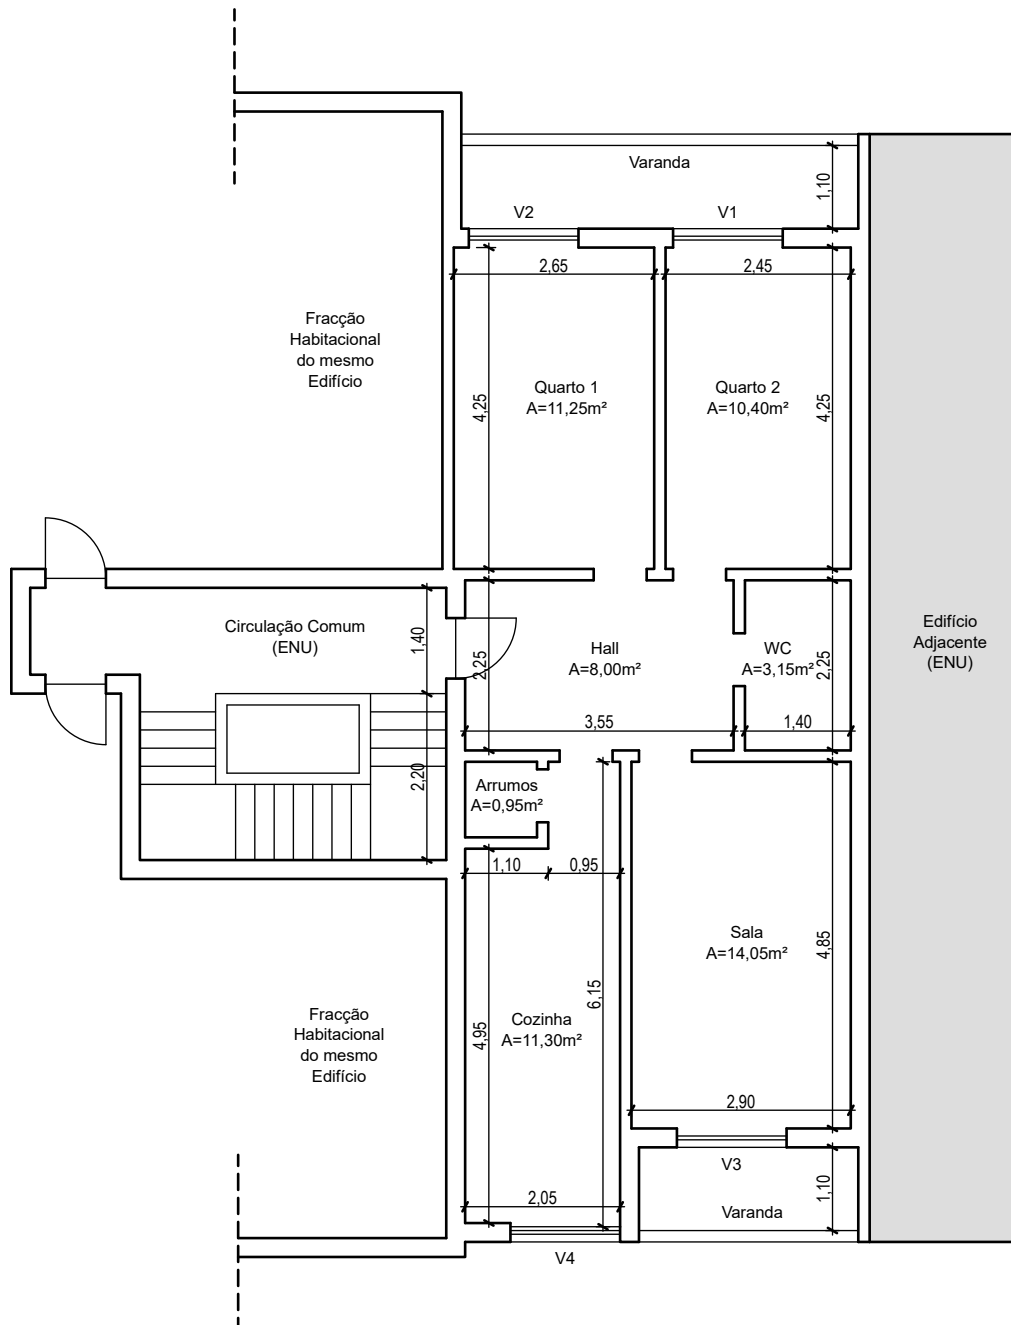 Varanda
1,10
V2
V1
2,65
2,45
Fracção
Habitacional
do mesmo
Edifício
Quarto 1
A=11,25m²
Quarto 2
A=10,40m²
4,25
4,25
Circulação Comum
(ENU)
1,40
2,25
Hall
A=8,00m²
WC
A=3,15m²
2,25
Edifício
Adjacente
(ENU)
3,55
1,40
2,20
Arrumos
A=0,95m²
1,10
0,95
Sala
A=14,05m²
4,85
6,15
Fracção
Habitacional
do mesmo
Edifício
4,95
Cozinha
A=11,30m²
2,90
V3
1,10
2,05
Varanda
V4